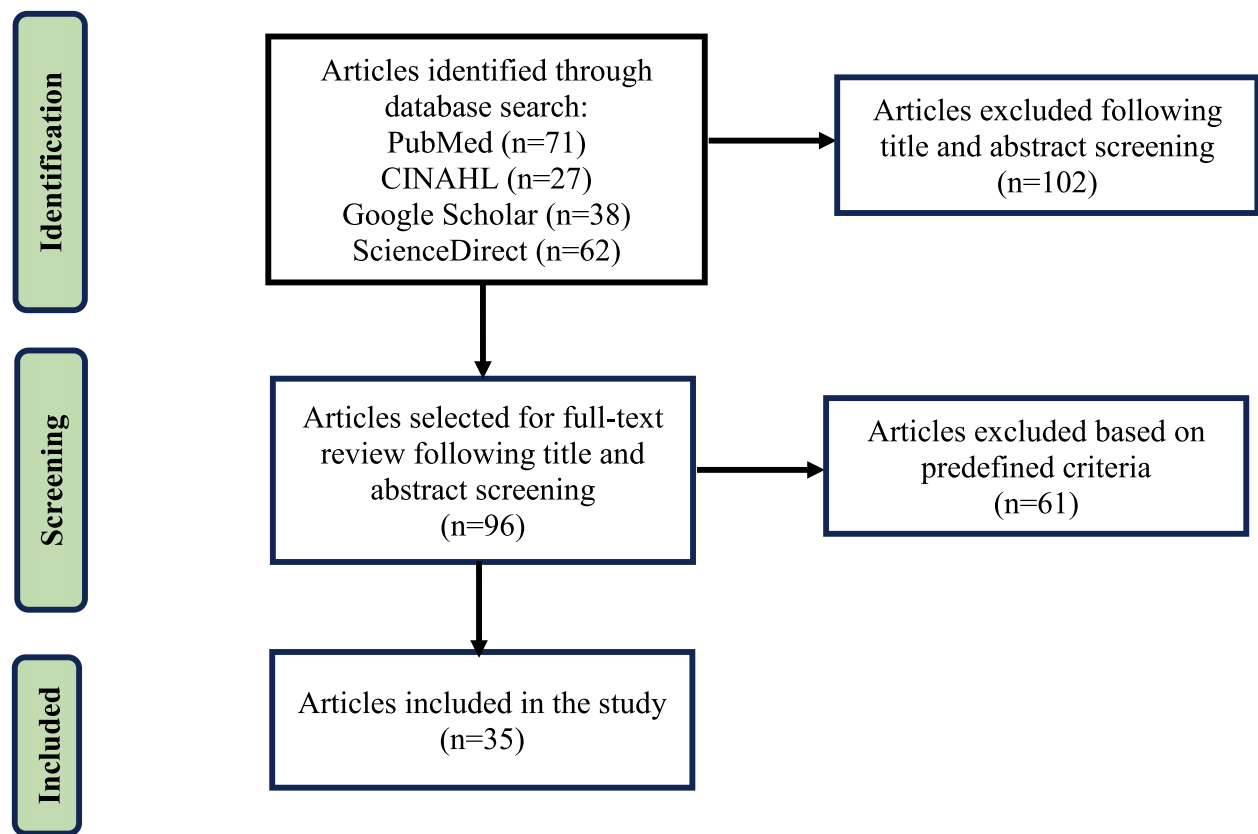 Identification
Articles identified through
database search:
PubMed (n=71)
CINAHL (n=27)
Google Scholar (n=38)
ScienceDirect (n=62)
Articles excluded following
title and abstract screening
(n=102)
Screening
Articles selected for full-text
review following title and
abstract screening
(n=96)
Articles excluded based on
predefined criteria
(n=61)
Included
Articles included in the study
(n=35)